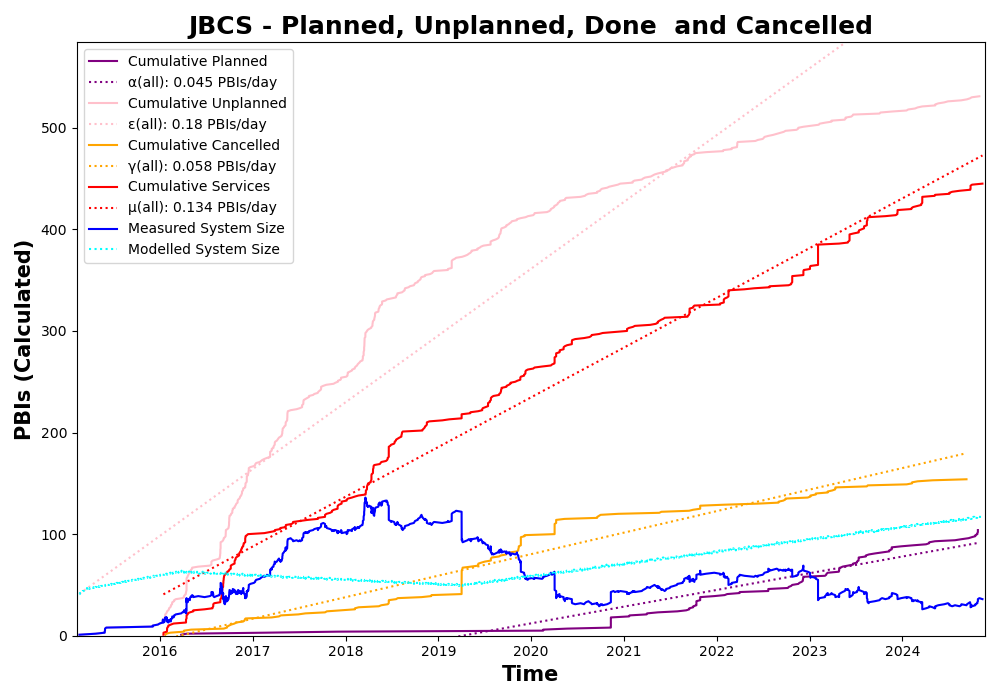 JBCS - Planned, Unplanned, Done  and Cancelled
Cumulative Planned
α(all): 0.045 PBIs/day
Cumulative Unplanned
ε(all): 0.18 PBIs/day
Cumulative Cancelled
γ(all): 0.058 PBIs/day
Cumulative Services
μ(all): 0.134 PBIs/day
Measured System Size
Modelled System Size
PBIs (Calculated)
500
400
300
200
100
0
2016 2017 2018 2019 2020 2021 2022 2023 2024
Time